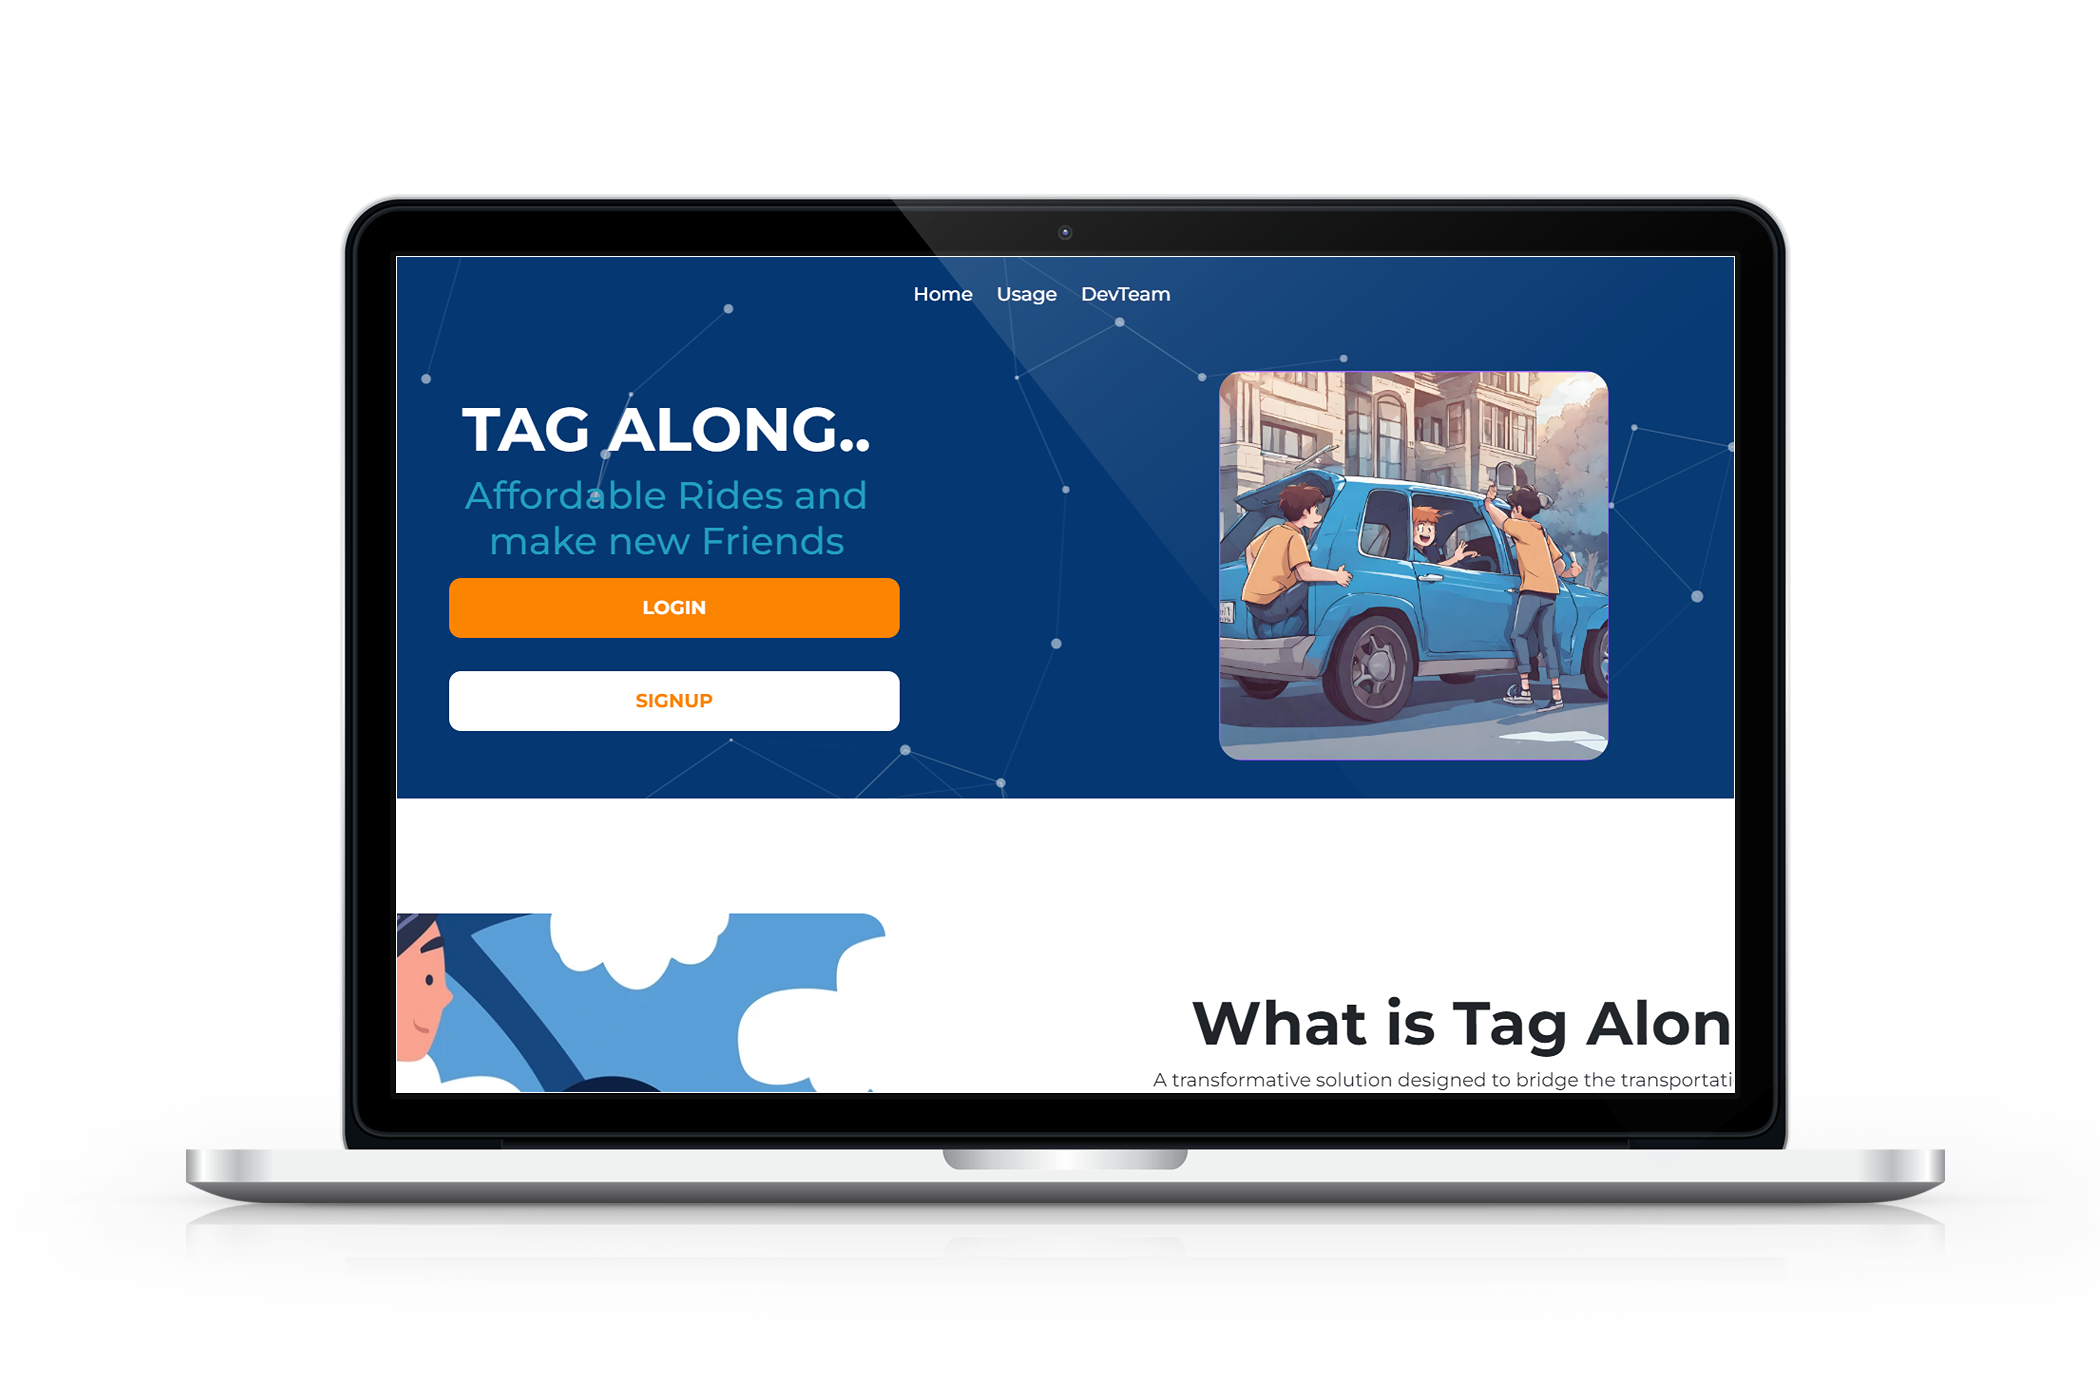 Home Usage DevTeam
TAG ALONG..
Affordable Rides and
make new Friends
LOGIN
SIGNUP
What is Tag Alon
A transformative solution designed to bridge the transportati